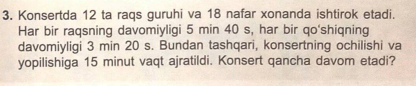 3. Konsertda 12 ta raqs guruhi va 18 nafar xonanda ishtirok etadi.
Har bir raqsning davomiyligi 5 min 40 s, har bir qo'shiqning
davomiyligi 3 min 20 s. Bundan tashqari, konsertning ochilishi va
yopilishiga 15 minut vaqt ajratildi. Konsert qancha davom etadi?